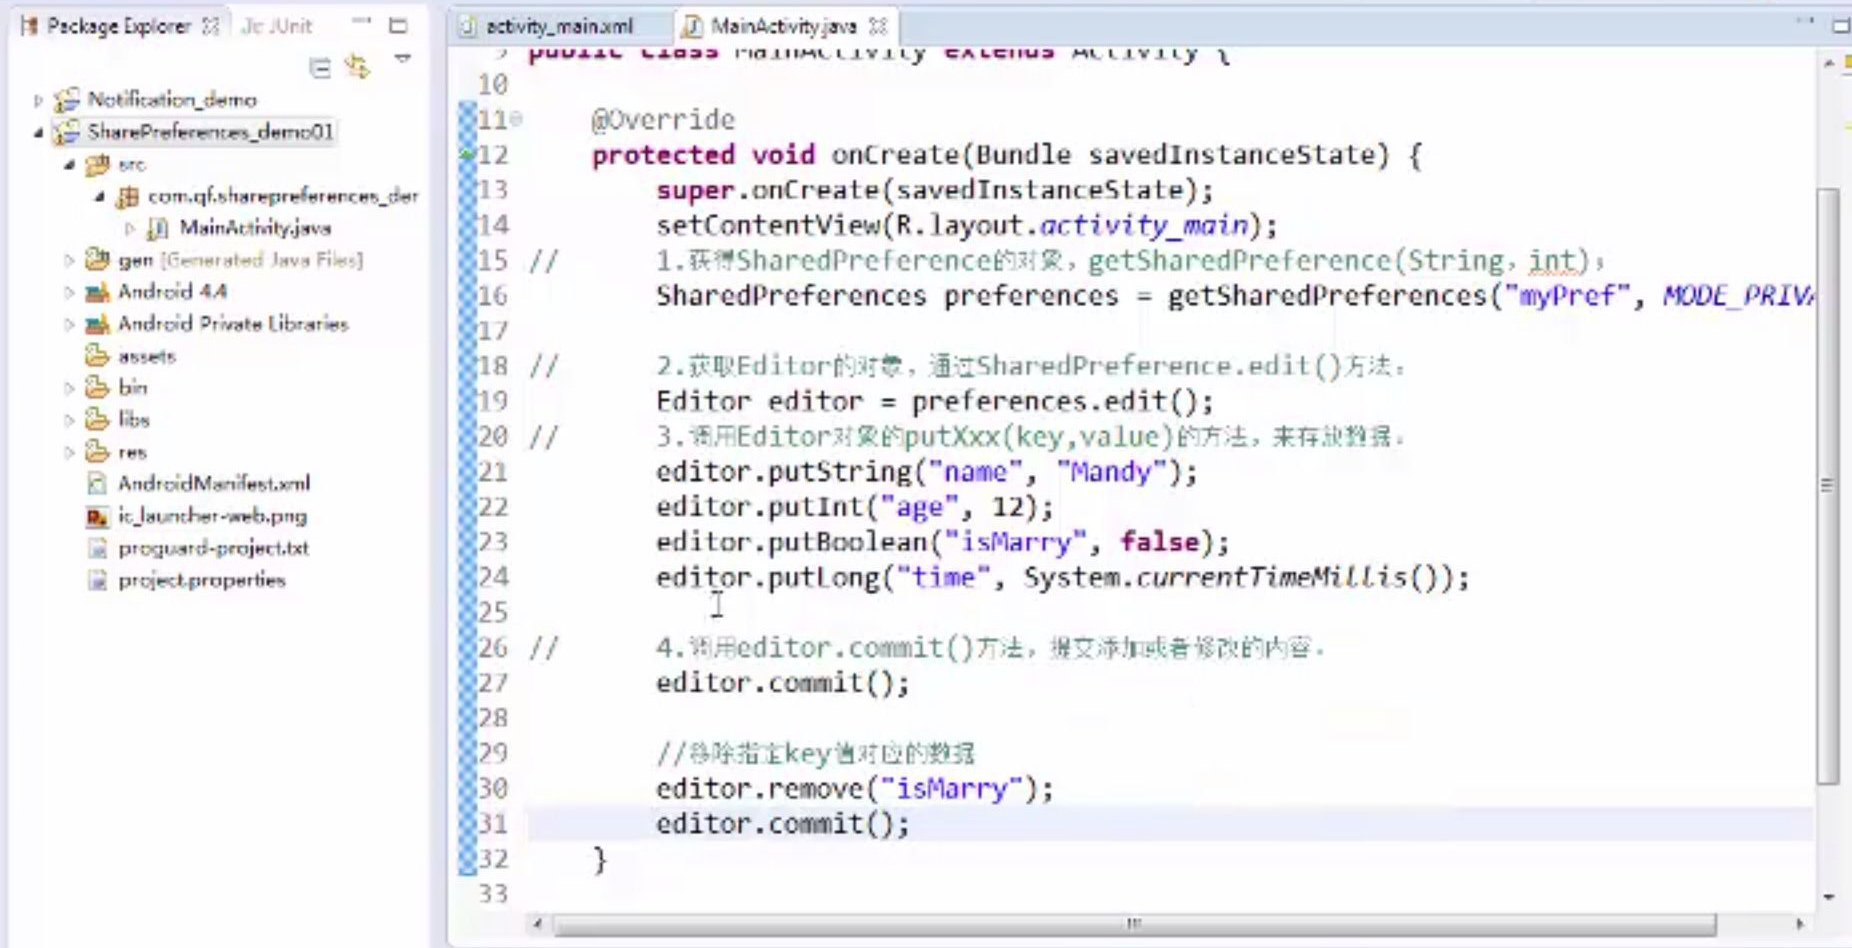 Package Explorer
JUnit
Notification_demo
SharePreferences_demo01
src
com.qf.sharepreferences_der
MainActivity.java
gen [Generated Java Files]
Android 4.4
Android Private Libraries
assets
bin
libs
res
AndroidManifest.xml
ic_launcher-web.png
proguard-project.txt
project.properties
activity_main.xml
MainActivity.java
9 public class MainActivity extends Activity {
10
11 @Override
12 protected void onCreate(Bundle savedInstanceState) {
13 super.onCreate(savedInstanceState);
14 setContentView(R.layout.activity_main);
15 // 1.获得SharedPreference的对象，getSharedPreference(String，int)；
16 SharedPreferences preferences = getSharedPreferences("myPref", MODE_PRIVA
17
18 // 2.获取Editor的对象，通过SharedPreference.edit()方法。
19 Editor editor = preferences.edit();
20 // 3.调用Editor对象的putXxx(key,value)的方法，来存放数据。
21 editor.putString("name", "Mandy");
22 editor.putInt("age", 12);
23 editor.putBoolean("isMarry", false);
24 editor.putLong("time", System.currentTimeMillis());
25
26 // 4.调用editor.commit()方法，提交添加或者修改的内容。
27 editor.commit();
28
29 //移除指定key值对应的数据
30 editor.remove("isMarry");
31 editor.commit();
32 }
33